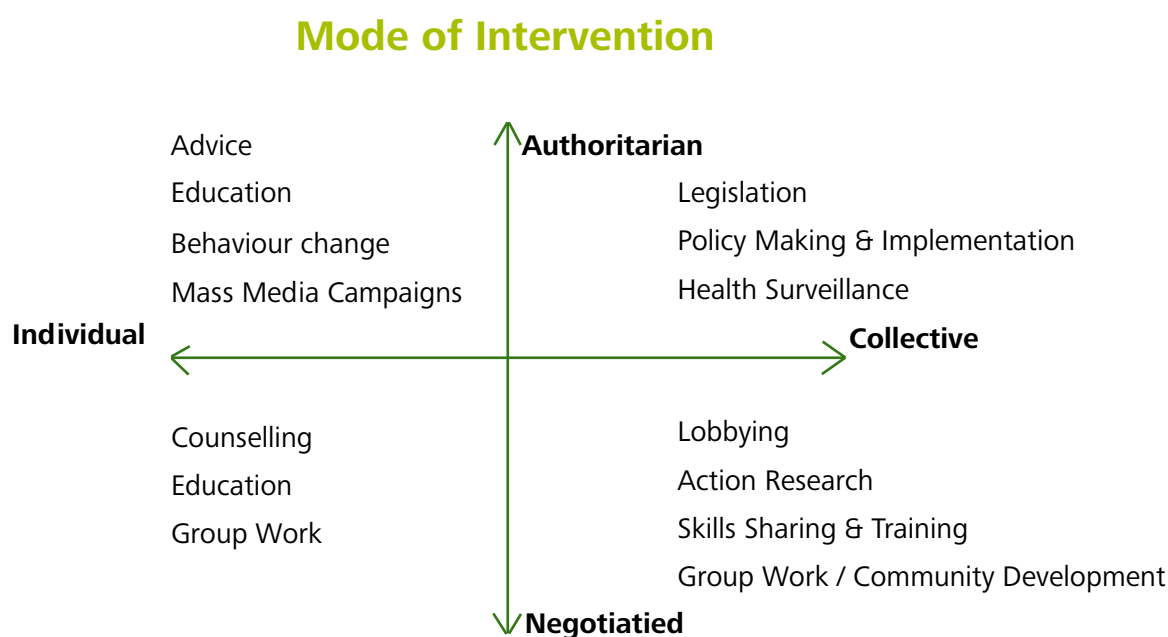 Mode of Intervention
Advice
Authoritarian
Education
Legislation
Behaviour change
Policy Making & Implementation
Mass Media Campaigns
Health Surveillance
Individual
Collective
Counselling
Lobbying
Education
Action Research
Group Work
Skills Sharing & Training
Group Work / Community Development
Negotiatied